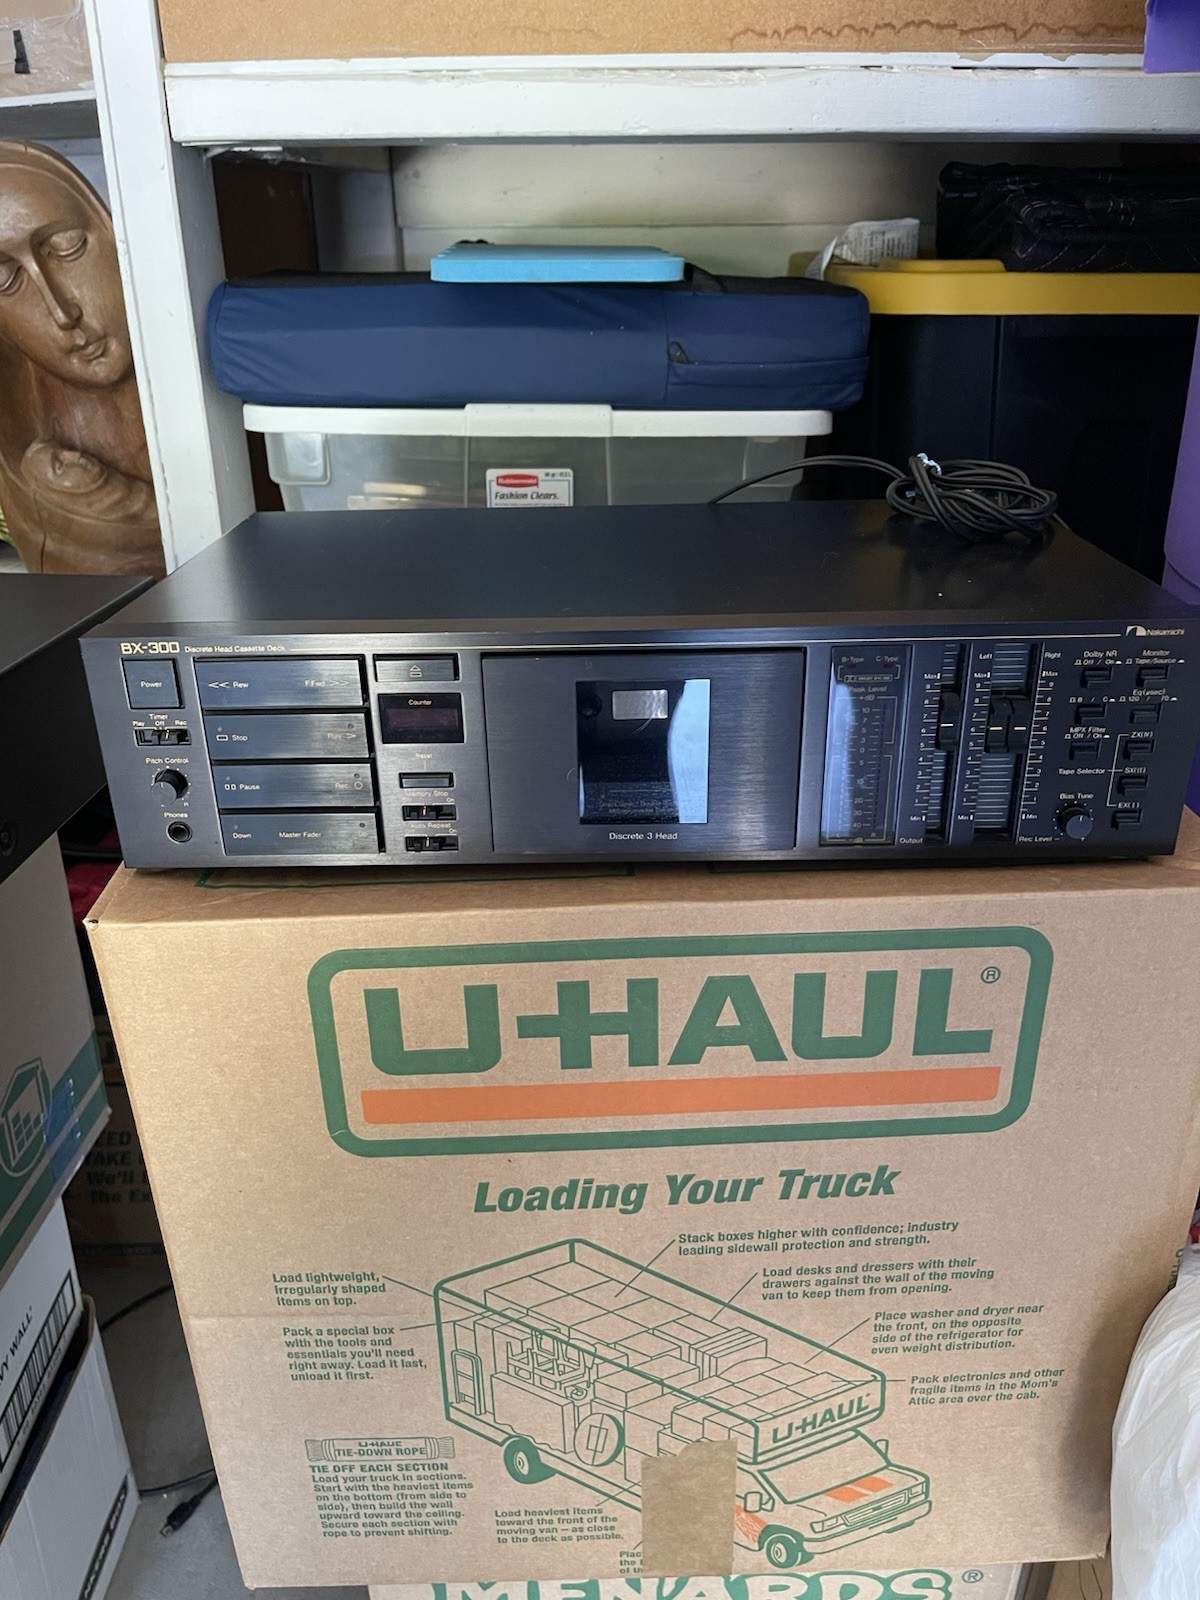 Rubbermaid
Fashion Clears.
BX-300 Discrete Head Cassette Deck
Nakamichi
Power
<< Rew F.Fwd >>
Timer
Play Off Rec
Stop Play >
Pitch Control
Pause Rec
Phones
Down Master Fader Up
Counter
Reset
Memory Stop
On
Auto Repeat
On
Discrete 3 Head
B-Type C-Type
Peak Level
Output
Max
Min
Left
Right
Max
Max
Min
Min
Rec Level
Dolby NR
Off / On
Monitor
Tape/Source
B / C
Eq(μsec)
120 / 70
MPX Filter
Off / On
ZX(IV)
Tape Selector
SX(II)
Bias Tune
EX(I)
U-HAUL®
Loading Your Truck
Stack boxes higher with confidence; industry
leading sidewall protection and strength.
Load lightweight,
irregularly shaped
items on top.
Load desks and dressers with their
drawers against the wall of the moving
van to keep them from opening.
Pack a special box
with the tools and
essentials you'll need
right away. Load it last,
unload it first.
Place washer and dryer near
the front, on the opposite
side of the refrigerator for
even weight distribution.
Pack electronics and other
fragile items in the Mom's
Attic area over the cab.
U-HAUL
U-HAUL
TIE-DOWN ROPE
TIE OFF EACH SECTION
Load your truck in sections.
Start with the heaviest items
on the bottom (from side to
side), then build the wall
upward toward the ceiling.
Secure each section with
rope to prevent shifting.
Load heaviest items
toward the front of the
moving van — as close
to the deck as possible.
MENARDS®
We'll
the Ex